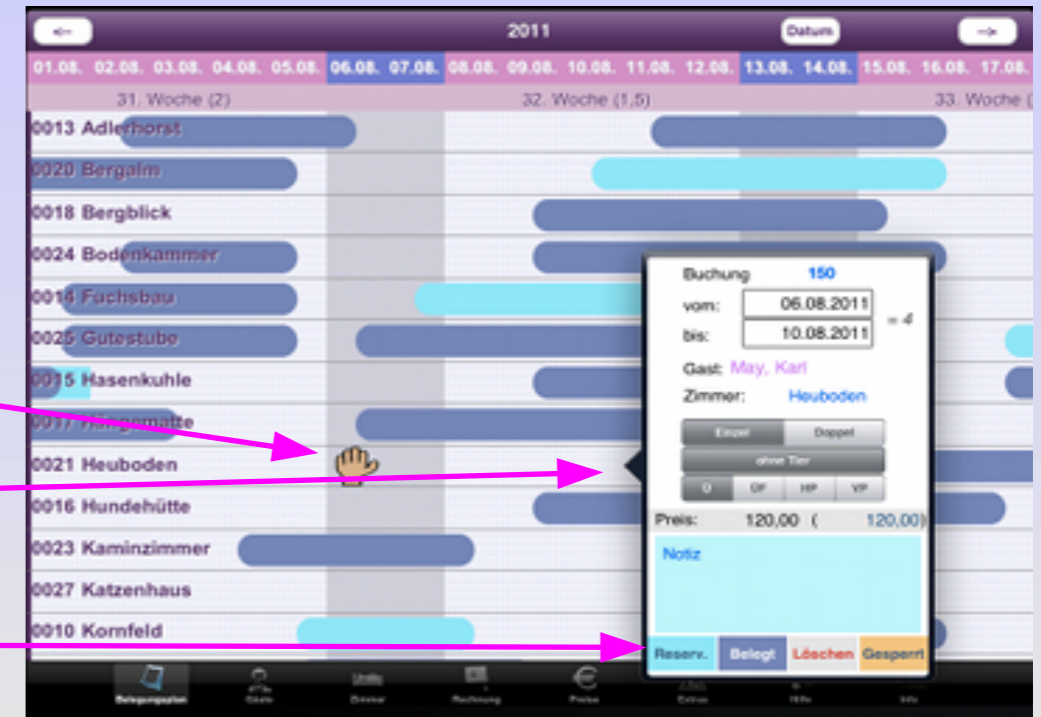 <-- 2011 Datum -->
01.08. 02.08. 03.08. 04.08. 05.08. 06.08. 07.08. 08.08. 09.08. 10.08. 11.08. 12.08. 13.08. 14.08. 15.08. 16.08. 17.08.
31. Woche (2) 32. Woche (1,5) 33. Woche (
0013 Adlerhorst
0020 Bergalm
0018 Bergblick
0024 Bodenkammer
0014 Fuchsbau
0025 Gutestube
0015 Hasenkuhle
0017 Hängematte
0021 Heuboden
0016 Hundehütte
0023 Kaminzimmer
0027 Katzenhaus
0010 Kornfeld
Buchung 150
vom: 06.08.2011
bis: 10.08.2011
= 4
Gast: May, Karl
Zimmer: Heuboden
Einzel Doppel
ohne Tier
ÜF HP VP
Preis: 120,00 ( 120,00)
Notiz
Reserv. Belegt Löschen Gesperrt
Belegungsplan Gäste Zimmer Rechnung Preise Extras Hilfe Info